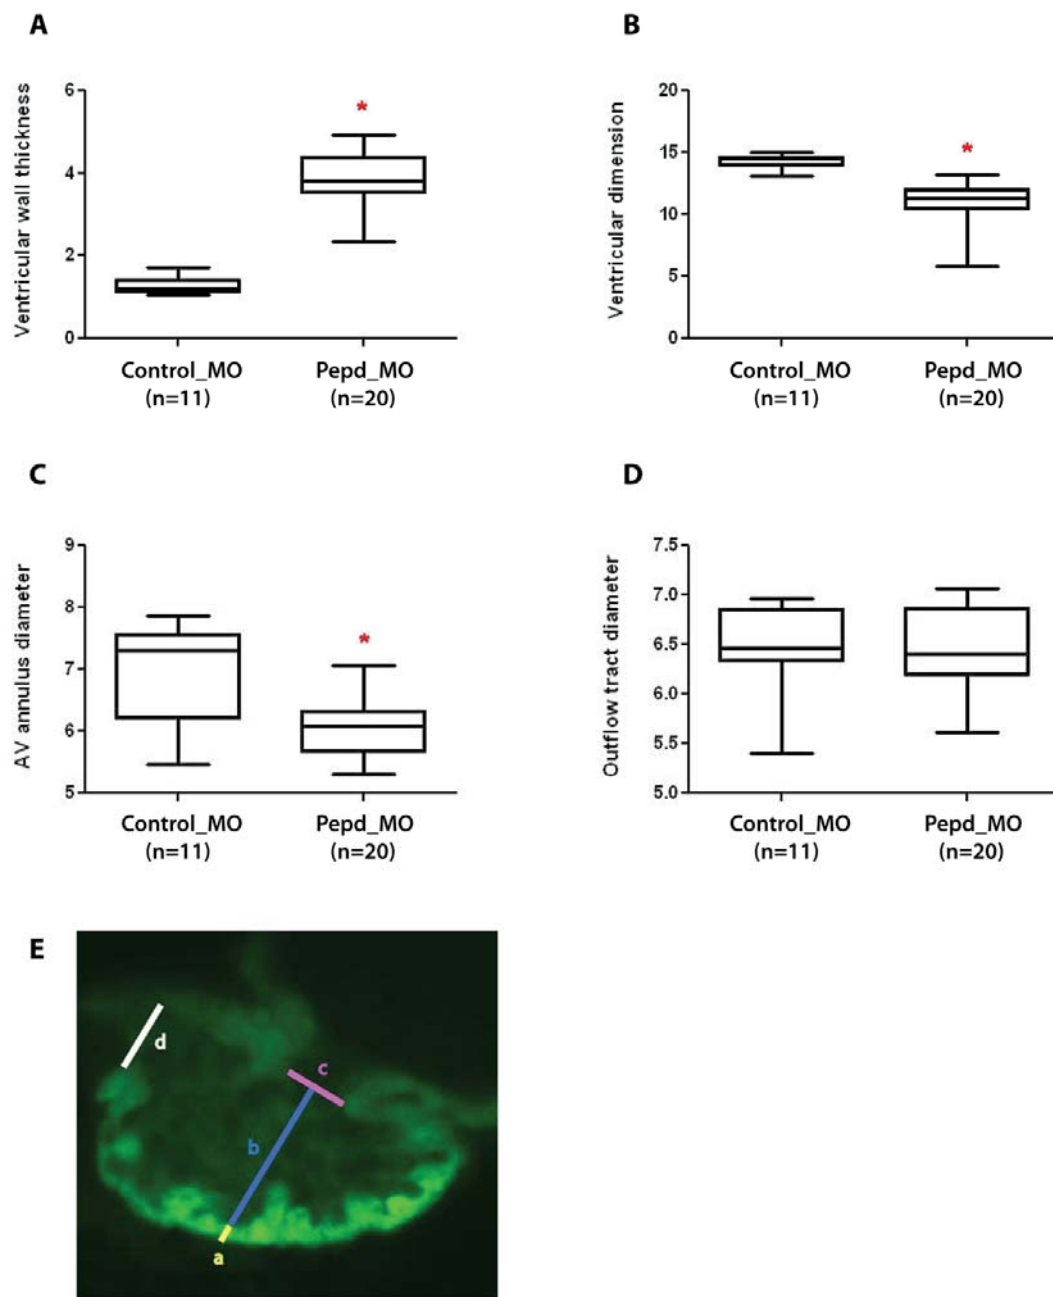 A
Ventricular wall thickness
6
4
2
0
*
Control_MO
(n=11)
Pepd_MO
(n=20)
B
Ventricular dimension
20
15
10
5
0
*
Control_MO
(n=11)
Pepd_MO
(n=20)
C
AV annulus diameter
9
8
7
6
5
*
Control_MO
(n=11)
Pepd_MO
(n=20)
D
Outflow tract diameter
7.5
7.0
6.5
6.0
5.5
5.0
Control_MO
(n=11)
Pepd_MO
(n=20)
E
d
c
b
a